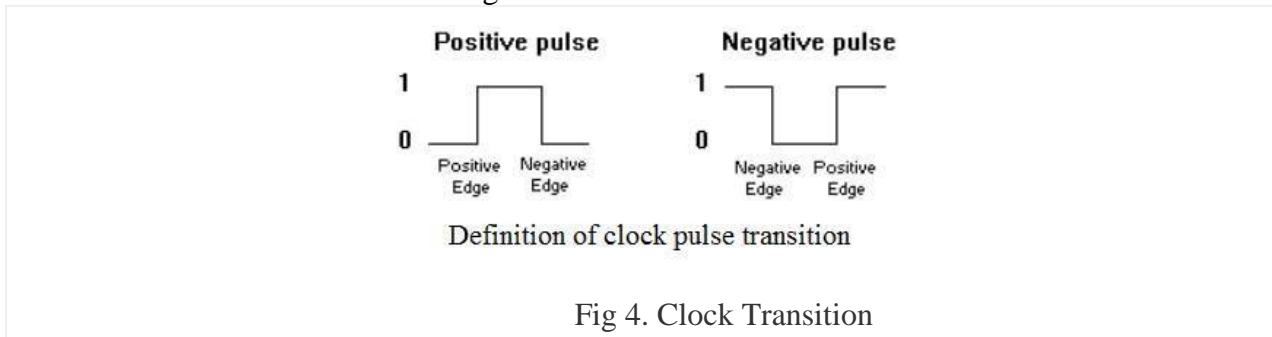 Positive pulse Negative pulse
1 1
0 0
Positive Negative Negative Positive
Edge Edge Edge Edge
Definition of clock pulse transition
Fig 4. Clock Transition